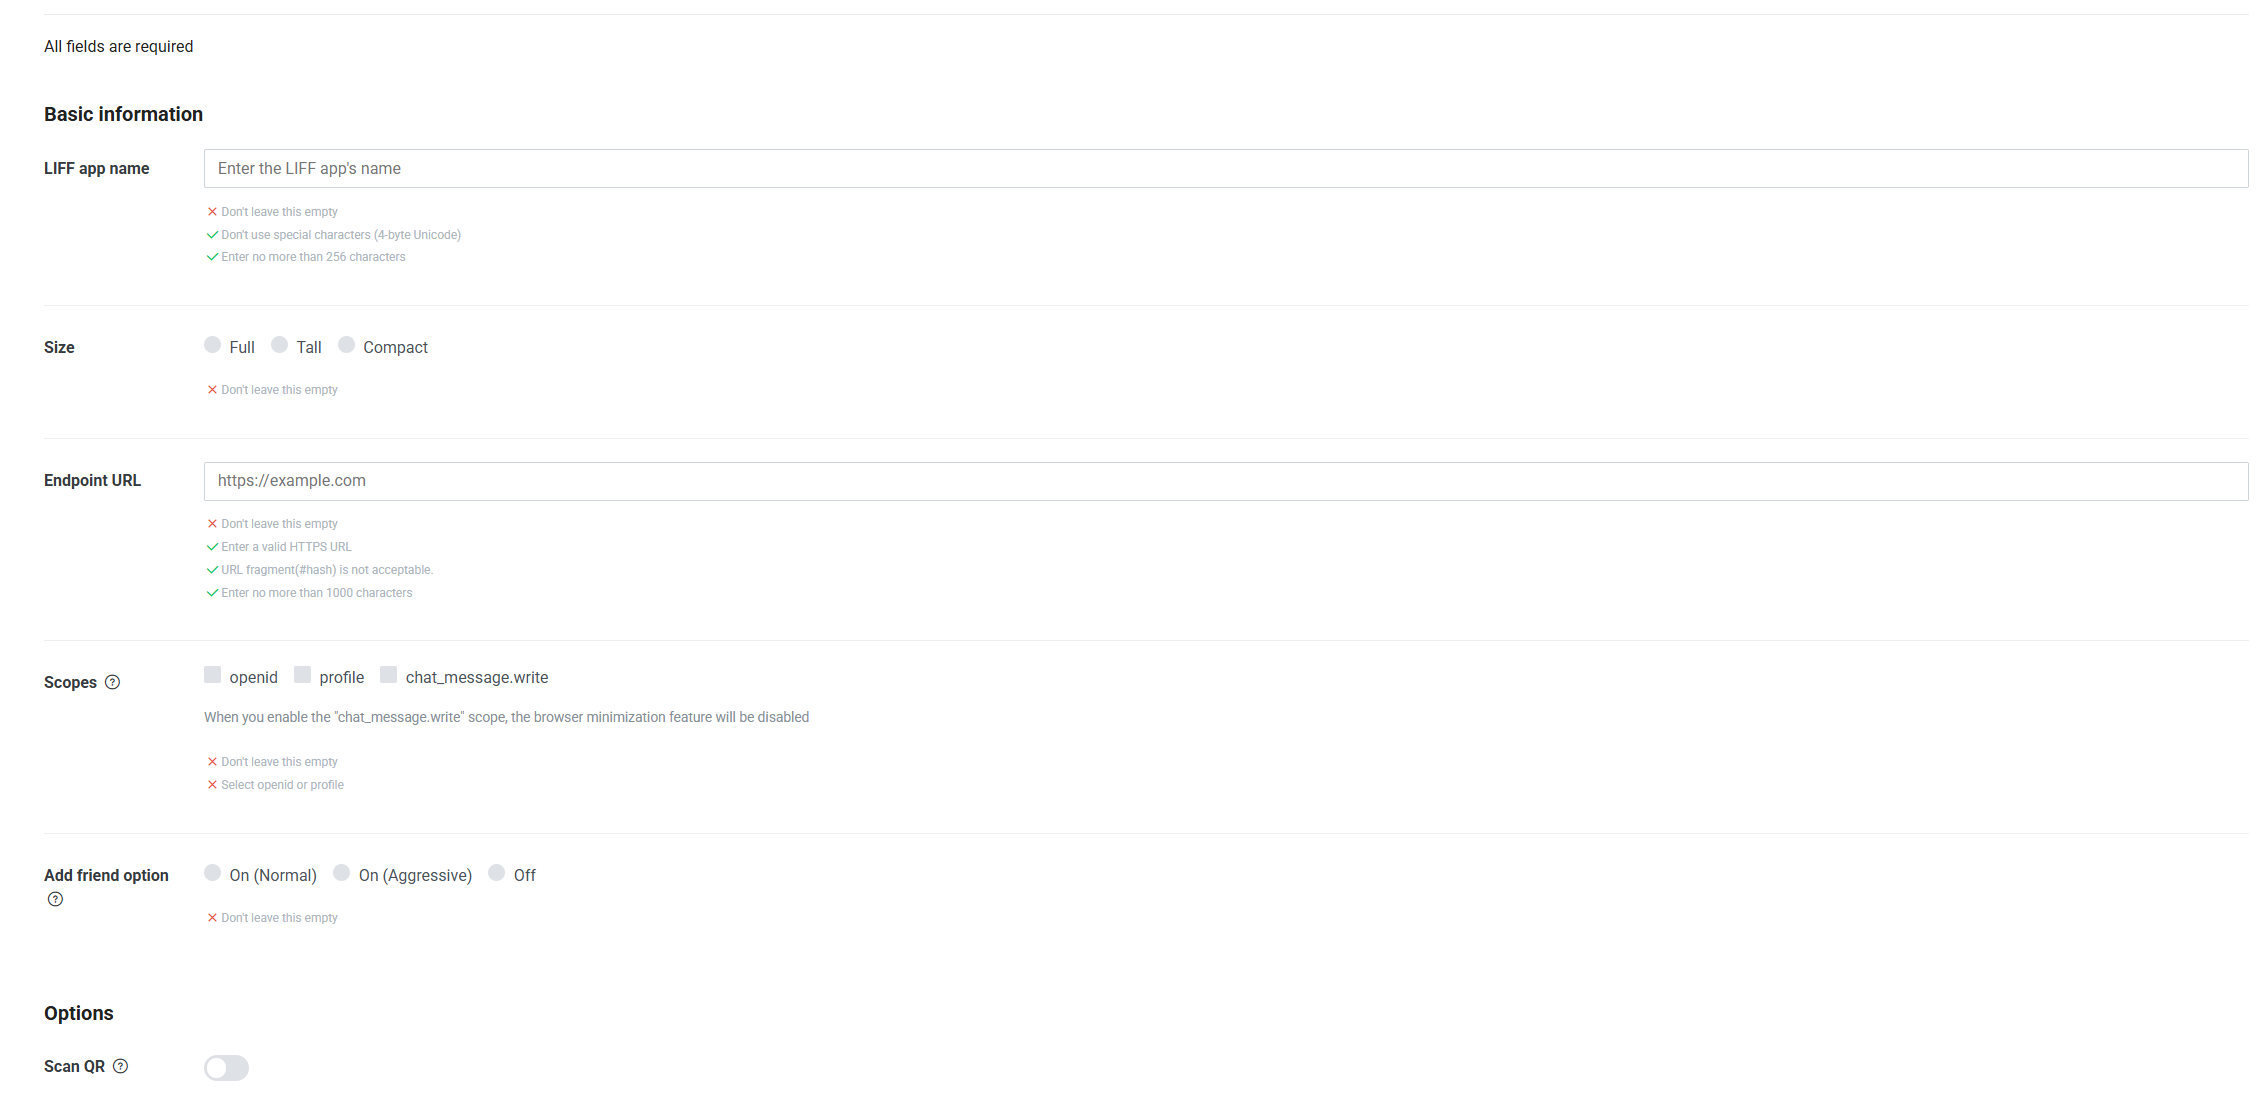 All fields are required
Basic information
LIFF app name
Enter the LIFF app's name
Don't leave this empty
Don't use special characters (4-byte Unicode)
Enter no more than 256 characters
Size
Full Tall Compact
Don't leave this empty
Endpoint URL
https://example.com
Don't leave this empty
Enter a valid HTTPS URL
URL fragment(#hash) is not acceptable.
Enter no more than 1000 characters
Scopes
openid profile chat_message.write
When you enable the "chat_message.write" scope, the browser minimization feature will be disabled
Don't leave this empty
Select openid or profile
Add friend option
On (Normal) On (Aggressive) Off
Don't leave this empty
Options
Scan QR